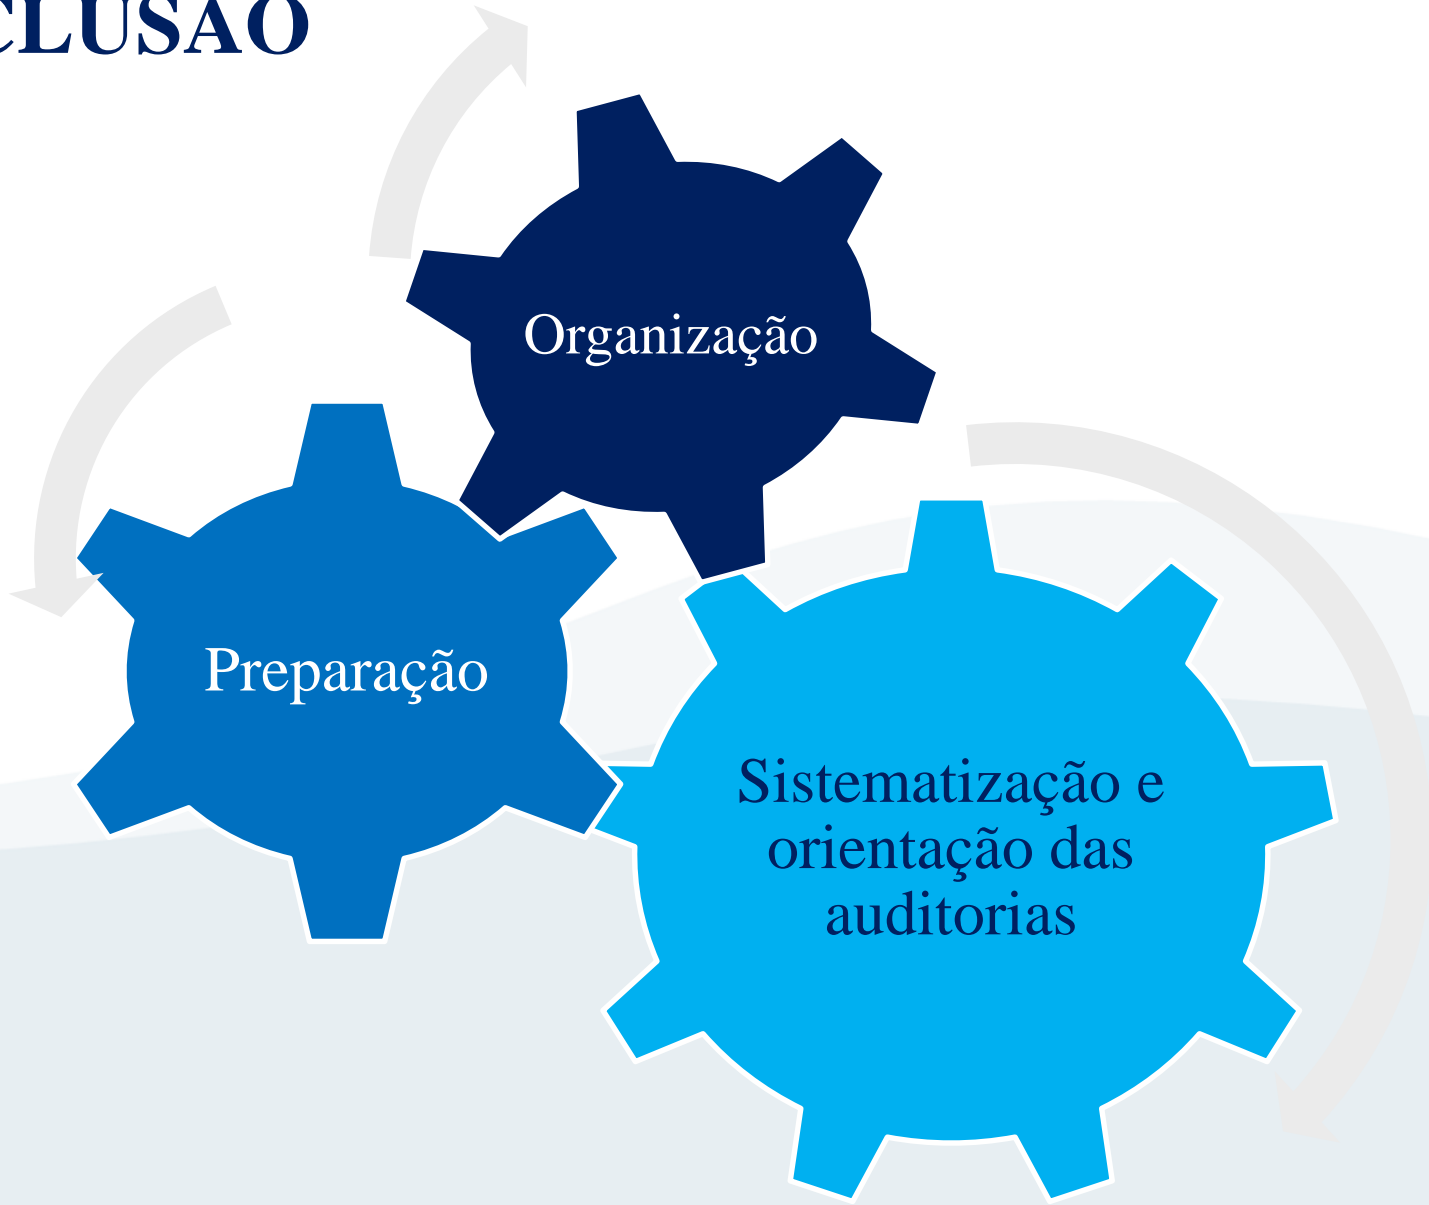 CLUSÃO
Organização
Preparação
Sistematização e
orientação das
auditorias